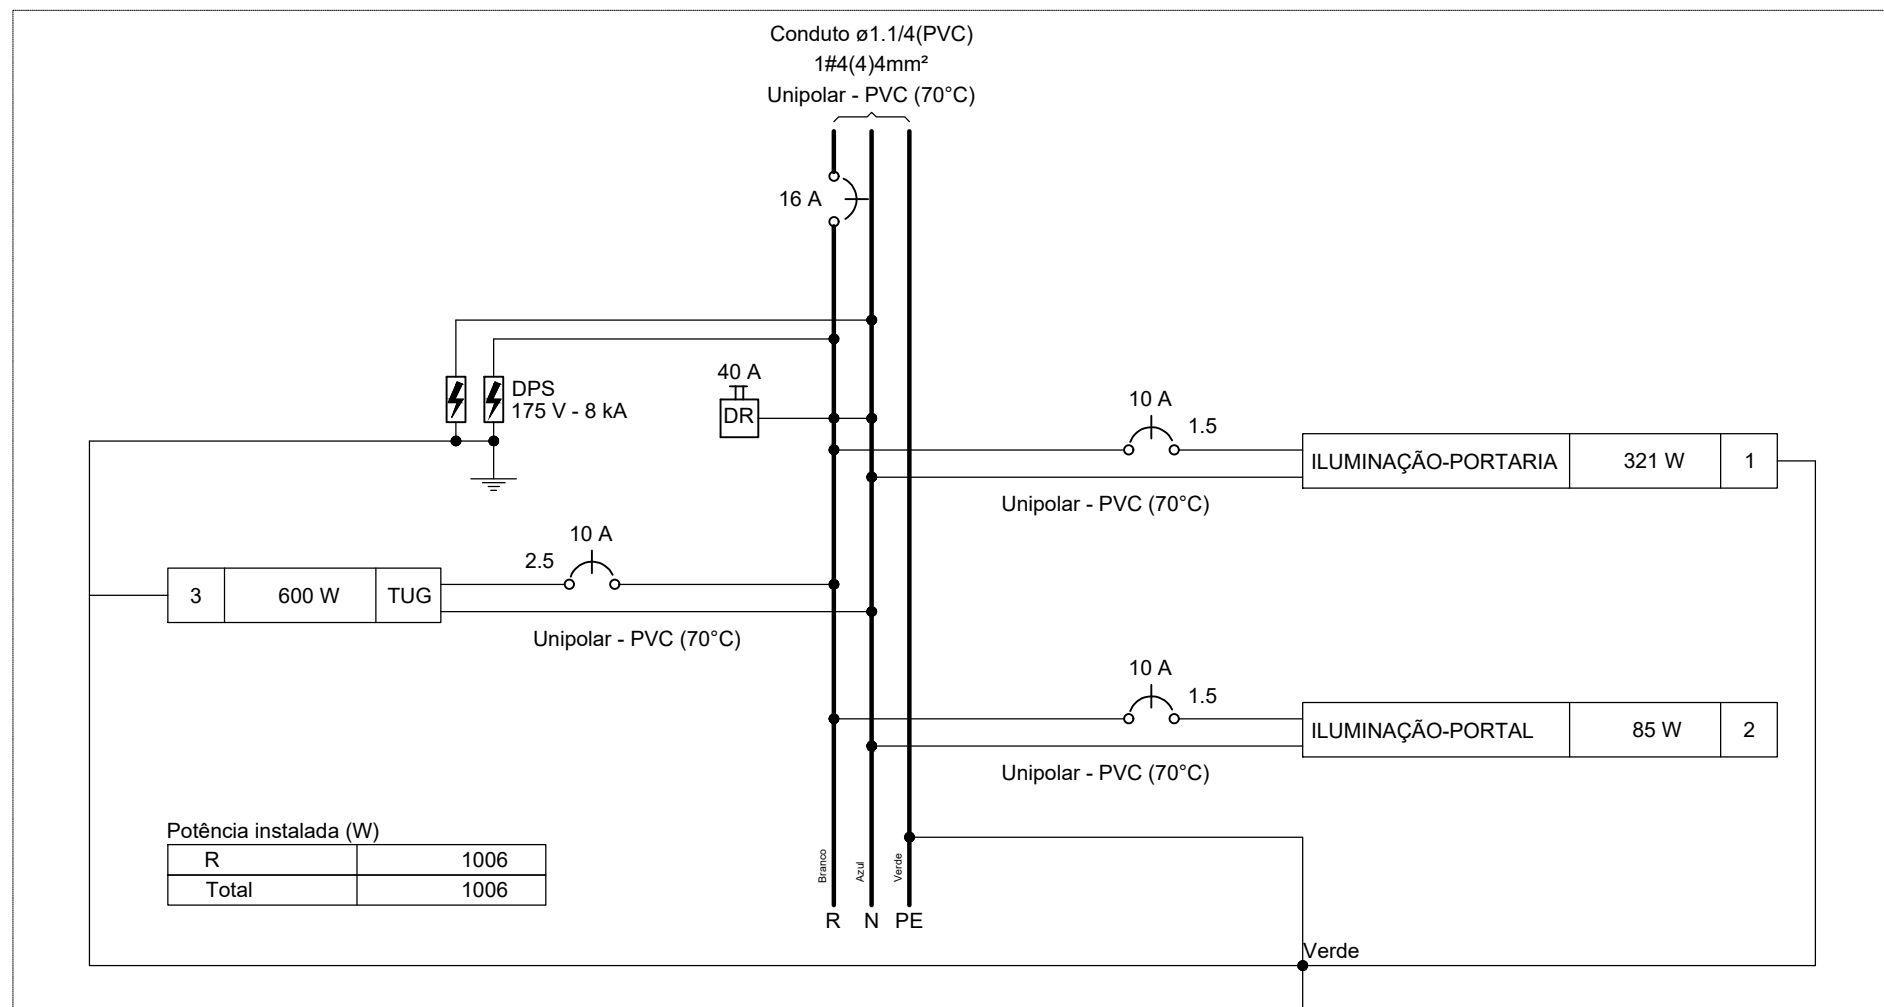 Conduto ø1.1/4(PVC)
1#4(4)4mm²
Unipolar - PVC (70°C)
16 A
DPS
175 V - 8 kA
40 A
DR
10 A
1.5
ILUMINAÇÃO-PORTARIA 321 W 1
Unipolar - PVC (70°C)
10 A
2.5
3 600 W TUG
Unipolar - PVC (70°C)
10 A
1.5
ILUMINAÇÃO-PORTAL 85 W 2
Unipolar - PVC (70°C)
Potência instalada (W)
R 1006
Total 1006
Branco
Azul
Verde
R N PE
Verde